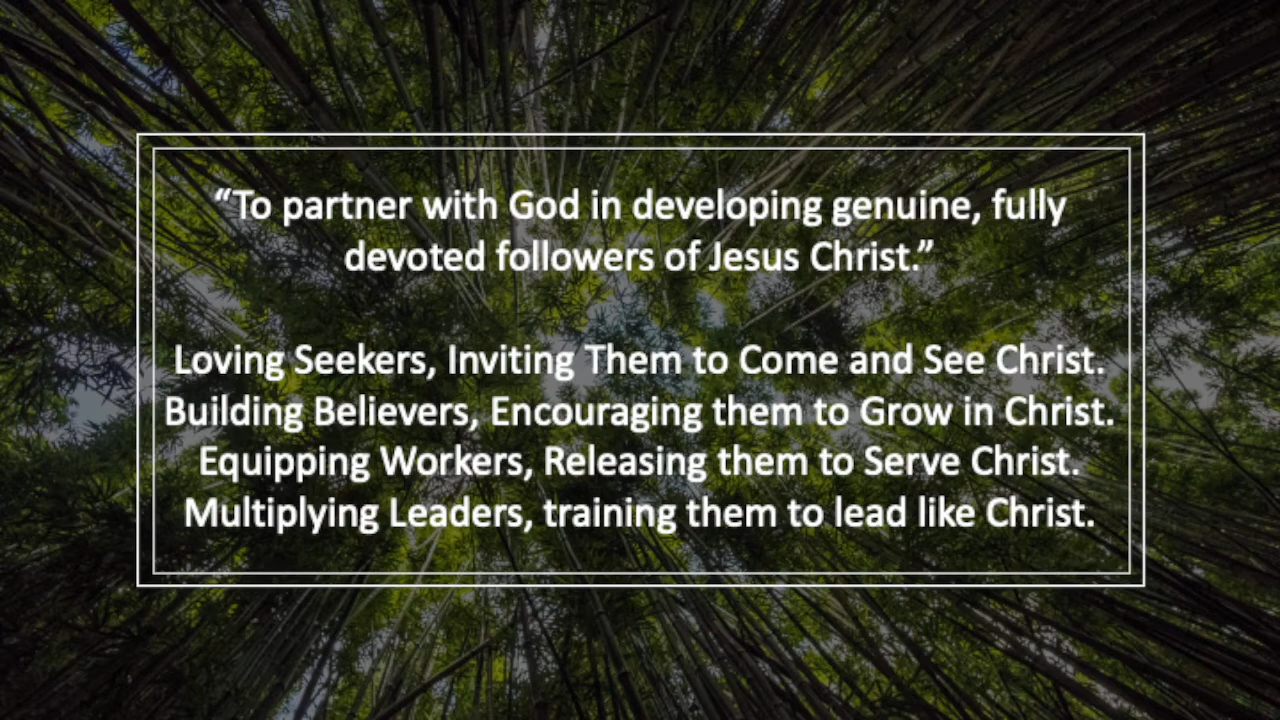 “To partner with God in developing genuine, fully
devoted followers of Jesus Christ.”
Loving Seekers, Inviting Them to Come and See Christ.
Building Believers, Encouraging them to Grow in Christ.
Equipping Workers, Releasing them to Serve Christ.
Multiplying Leaders, training them to lead like Christ.